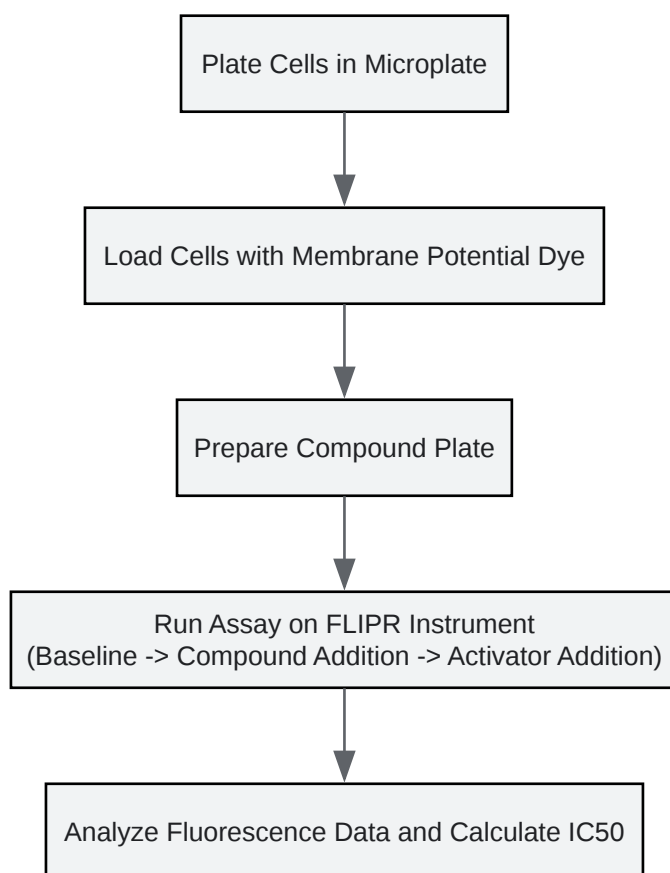 Plate Cells in Microplate
Load Cells with Membrane Potential Dye
Prepare Compound Plate
Run Assay on FLIPR Instrument
(Baseline -> Compound Addition -> Activator Addition)
Analyze Fluorescence Data and Calculate IC50